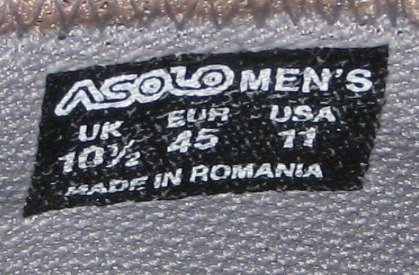 ASOLO MEN'S
UK EUR USA
10½ 45 11
MADE IN ROMANIA